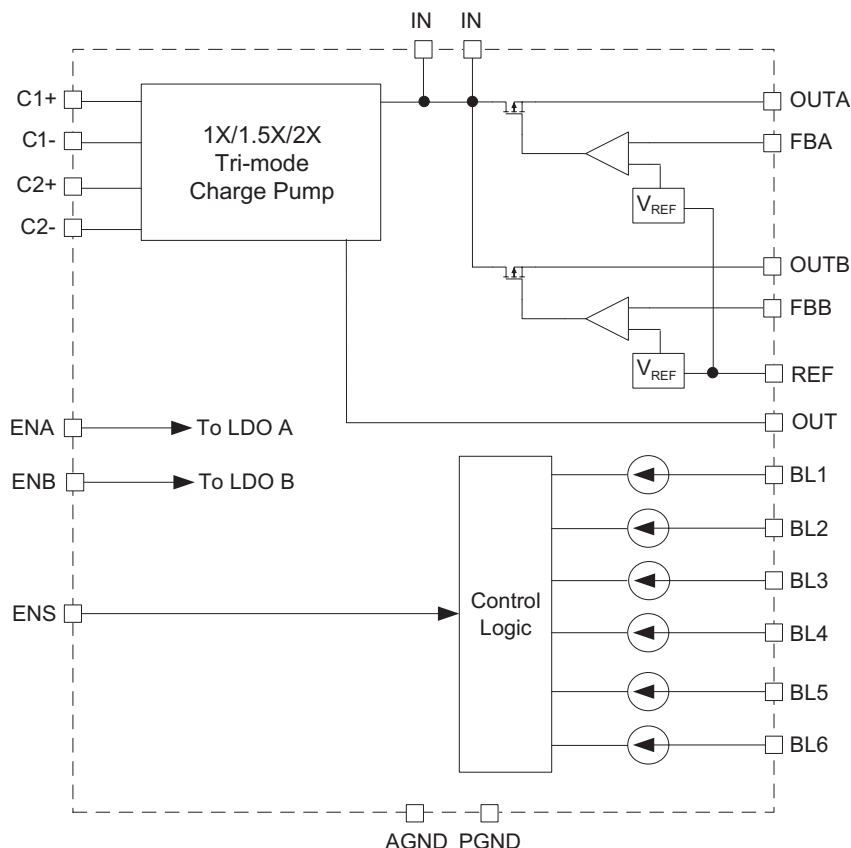 IN IN
C1+
C1-
C2+
C2-
1X/1.5X/2X
Tri-mode
Charge Pump
OUTA
FBA
VREF
OUTB
FBB
VREF
REF
OUT
ENA
To LDO A
ENB
To LDO B
ENS
Control
Logic
BL1
BL2
BL3
BL4
BL5
BL6
AGND PGND